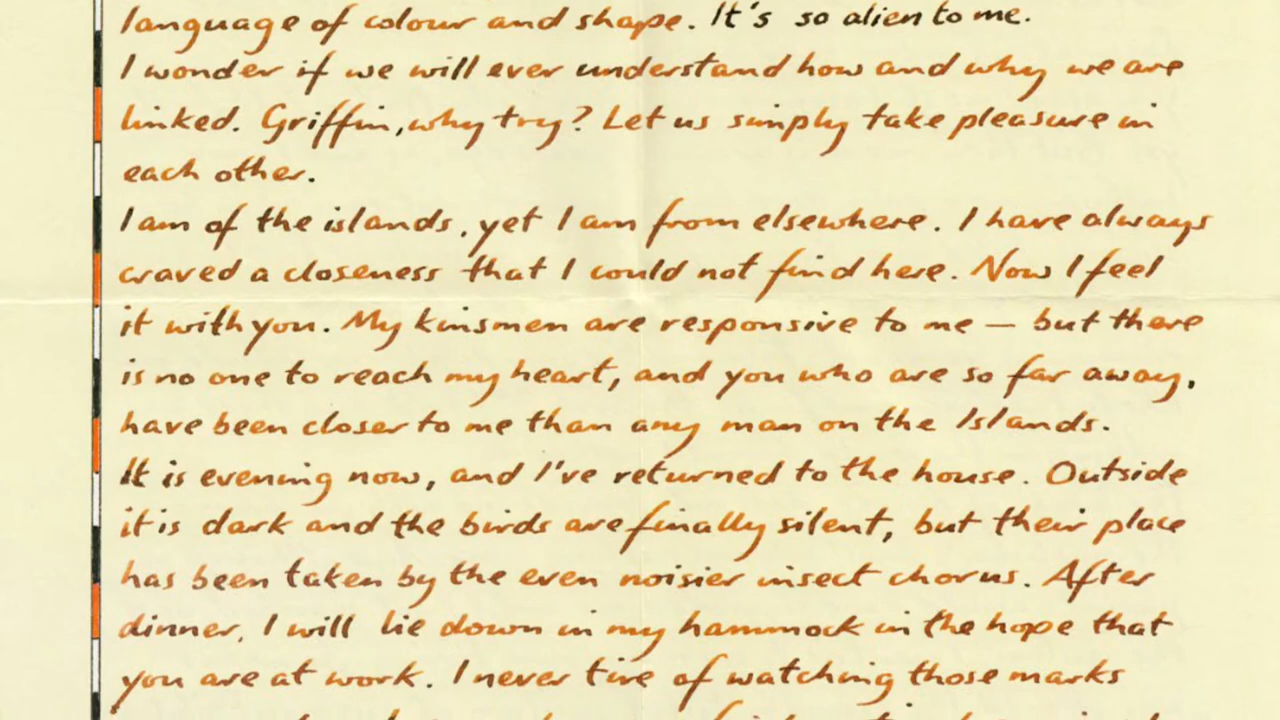 language of colour and shape. It's so alien to me.
I wonder if we will ever understand how and why we are
linked. Griffin, why try? Let us simply take pleasure in
each other.
I am of the islands, yet I am from elsewhere. I have always
craved a closeness that I could not find here. Now I feel
it with you. My kinsmen are responsive to me — but there
is no one to reach my heart, and you who are so far away,
have been closer to me than any man on the Islands.
It is evening now, and I've returned to the house. Outside
it is dark and the birds are finally silent, but their place
has been taken by the even noisier insect chorus. After
dinner, I will lie down in my hammock in the hope that
you are at work. I never tire of watching those marks